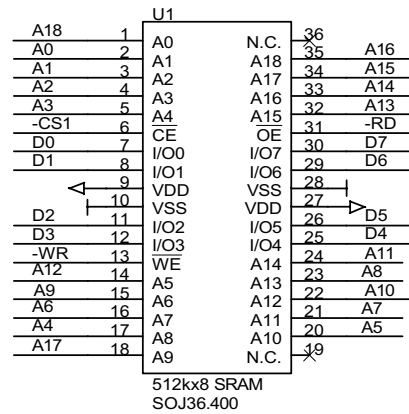 U1
A18 1 A0 N.C. 36
A0 2 A1 A18 35 A16
A1 3 A2 A17 34 A15
A2 4 A3 A16 33 A14
A3 5 A4 A15 32 A13
-CS1 6 CE OE 31 -RD
D0 7 I/O0 I/O7 30 D7
D1 8 I/O1 I/O6 29 D6
9 VDD VSS 28
10 VSS VDD 27
D2 11 I/O2 I/O5 26 D5
D3 12 I/O3 I/O4 25 D4
-WR 13 WE A14 24 A11
A12 14 A5 A13 23 A8
A9 15 A6 A12 22 A10
A6 16 A7 A11 21 A7
A4 17 A8 A10 20 A5
A17 18 A9 N.C. 19
512kx8 SRAM
SOJ36.400